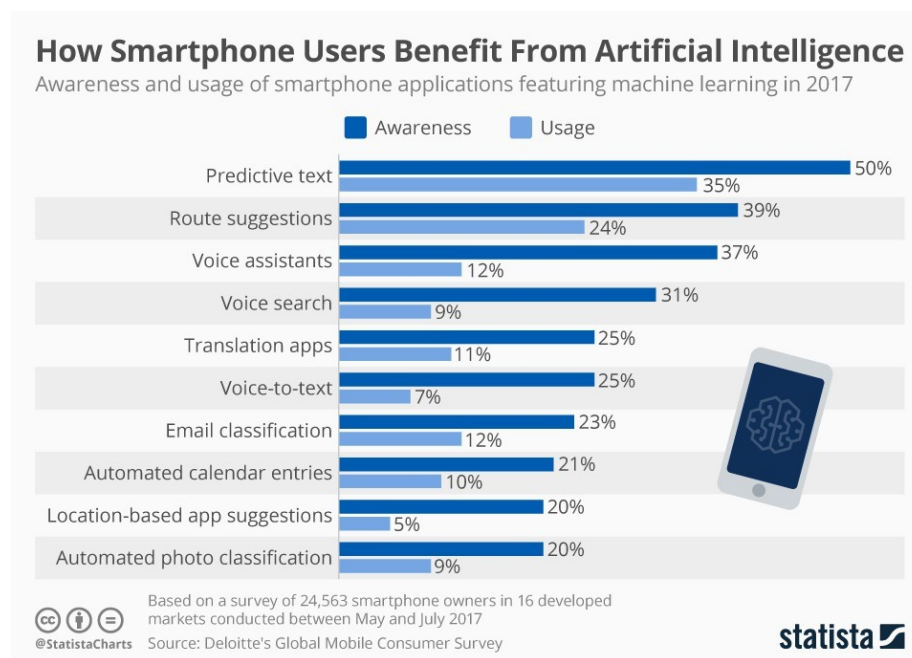 How Smartphone Users Benefit From Artificial Intelligence
Awareness and usage of smartphone applications featuring machine learning in 2017
Awareness Usage
Predictive text 50%
35%
Route suggestions 39%
24%
Voice assistants 37%
12%
Voice search 31%
9%
Translation apps 25%
11%
Voice-to-text 25%
7%
Email classification 23%
12%
Automated calendar entries 21%
10%
Location-based app suggestions 20%
5%
Automated photo classification 20%
9%
Based on a survey of 24,563 smartphone owners in 16 developed
markets conducted between May and July 2017
cc
@StatistaCharts Source: Deloitte's Global Mobile Consumer Survey
statista